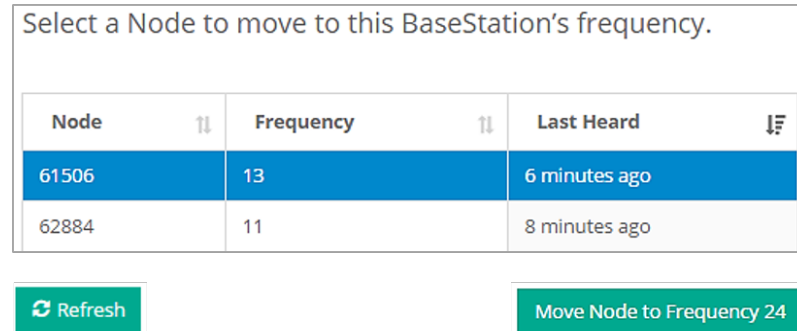 Select a Node to move to this BaseStation’s frequency.
Node Frequency Last Heard
61506 13 6 minutes ago
62884 11 8 minutes ago
Refresh Move Node to Frequency 24